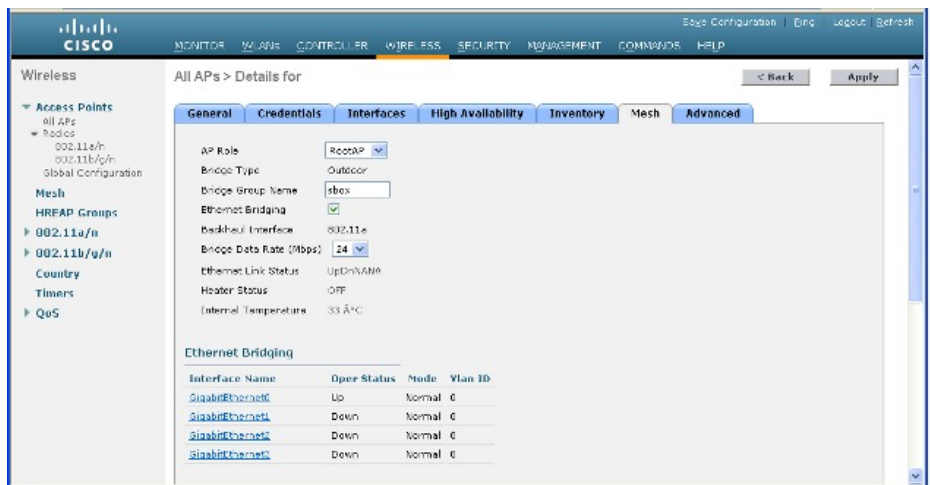 Save Configuration | Ping | Logout | Refresh
CISCO
MONITOR WLANs CONTROLLER WIRELESS SECURITY MANAGEMENT COMMANDS HELP
Wireless
All APs > Details for
< Back
Apply
Access Points
All APs
Radios
802.11a/n
802.11b/g/n
Global Configuration
Mesh
HREAP Groups
802.11a/n
802.11b/g/n
Country
Timers
QoS
General Credentials Interfaces High Availability Inventory Mesh Advanced
AP Role RootAP
Bridge Type Outdoor
Bridge Group Name sbox
Ethernet Bridging
Backhaul Interface 802.11a
Bridge Data Rate (Mbps) 24
Ethernet Link Status UpDnNANA
Heater Status OFF
Internal Temperature 33 Â°C
Ethernet Bridging
Interface Name Oper Status Mode Vlan ID
GigabitEthernet0 Up Normal 0
GigabitEthernet1 Down Normal 0
GigabitEthernet2 Down Normal 0
GigabitEthernet3 Down Normal 0